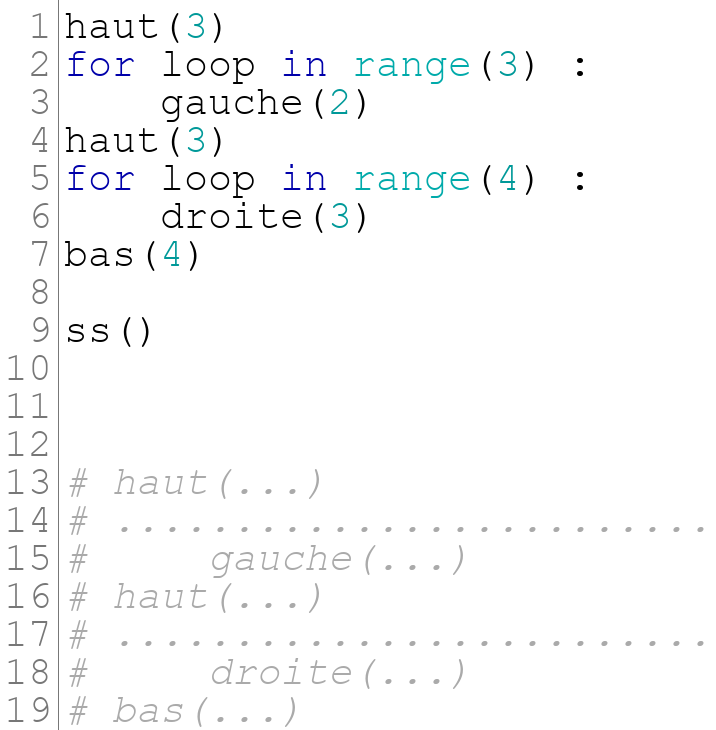 1 haut(3)
2 for loop in range(3) :
3     gauche(2)
4 haut(3)
5 for loop in range(4) :
6     droite(3)
7 bas(4)
8
9 ss()
10
11
12
13 # haut(...)
14 # .........................
15 #     gauche(...)
16 # haut(...)
17 # .........................
18 #     droite(...)
19 # bas(...)